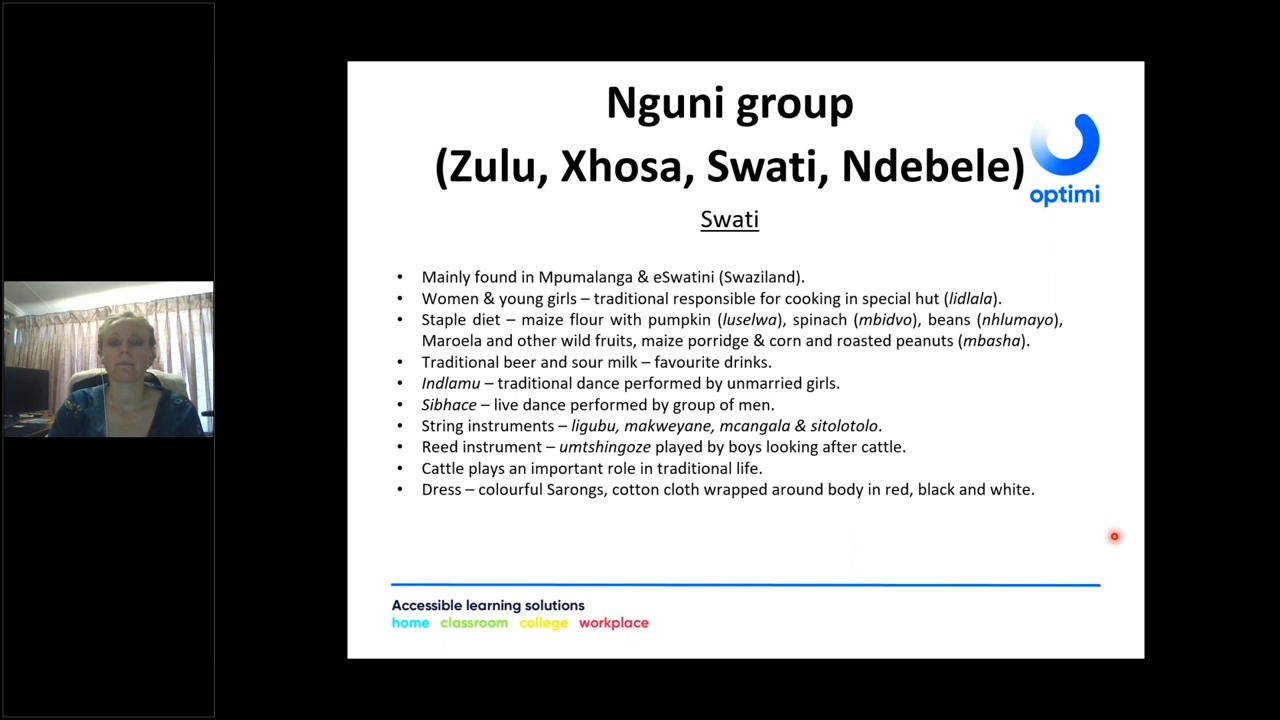 Nguni group
(Zulu, Xhosa, Swati, Ndebele)
optimi
Swati
• Mainly found in Mpumalanga & eSwatini (Swaziland).
• Women & young girls – traditional responsible for cooking in special hut (lidlala).
• Staple diet – maize flour with pumpkin (luselwa), spinach (mbidvo), beans (nhlumayo),
Maroela and other wild fruits, maize porridge & corn and roasted peanuts (mbasha).
• Traditional beer and sour milk – favourite drinks.
• Indlamu – traditional dance performed by unmarried girls.
• Sibhace – live dance performed by group of men.
• String instruments – ligubu, makweyane, mcangala & sitolotolo.
• Reed instrument – umtshingoze played by boys looking after cattle.
• Cattle plays an important role in traditional life.
• Dress – colourful Sarongs, cotton cloth wrapped around body in red, black and white.
Accessible learning solutions
home classroom college workplace